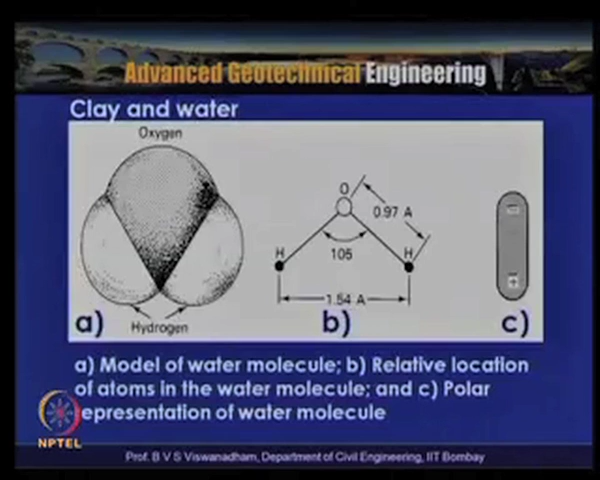 Advanced Geotechnical Engineering
Clay and water
Oxygen
O
0.97 A
H
H
105
1.54 A
Hydrogen
a)
b)
c)
a) Model of water molecule; b) Relative location
of atoms in the water molecule; and c) Polar
representation of water molecule
NPTEL
Prof. B V S Viswanadham, Department of Civil Engineering, IIT Bombay